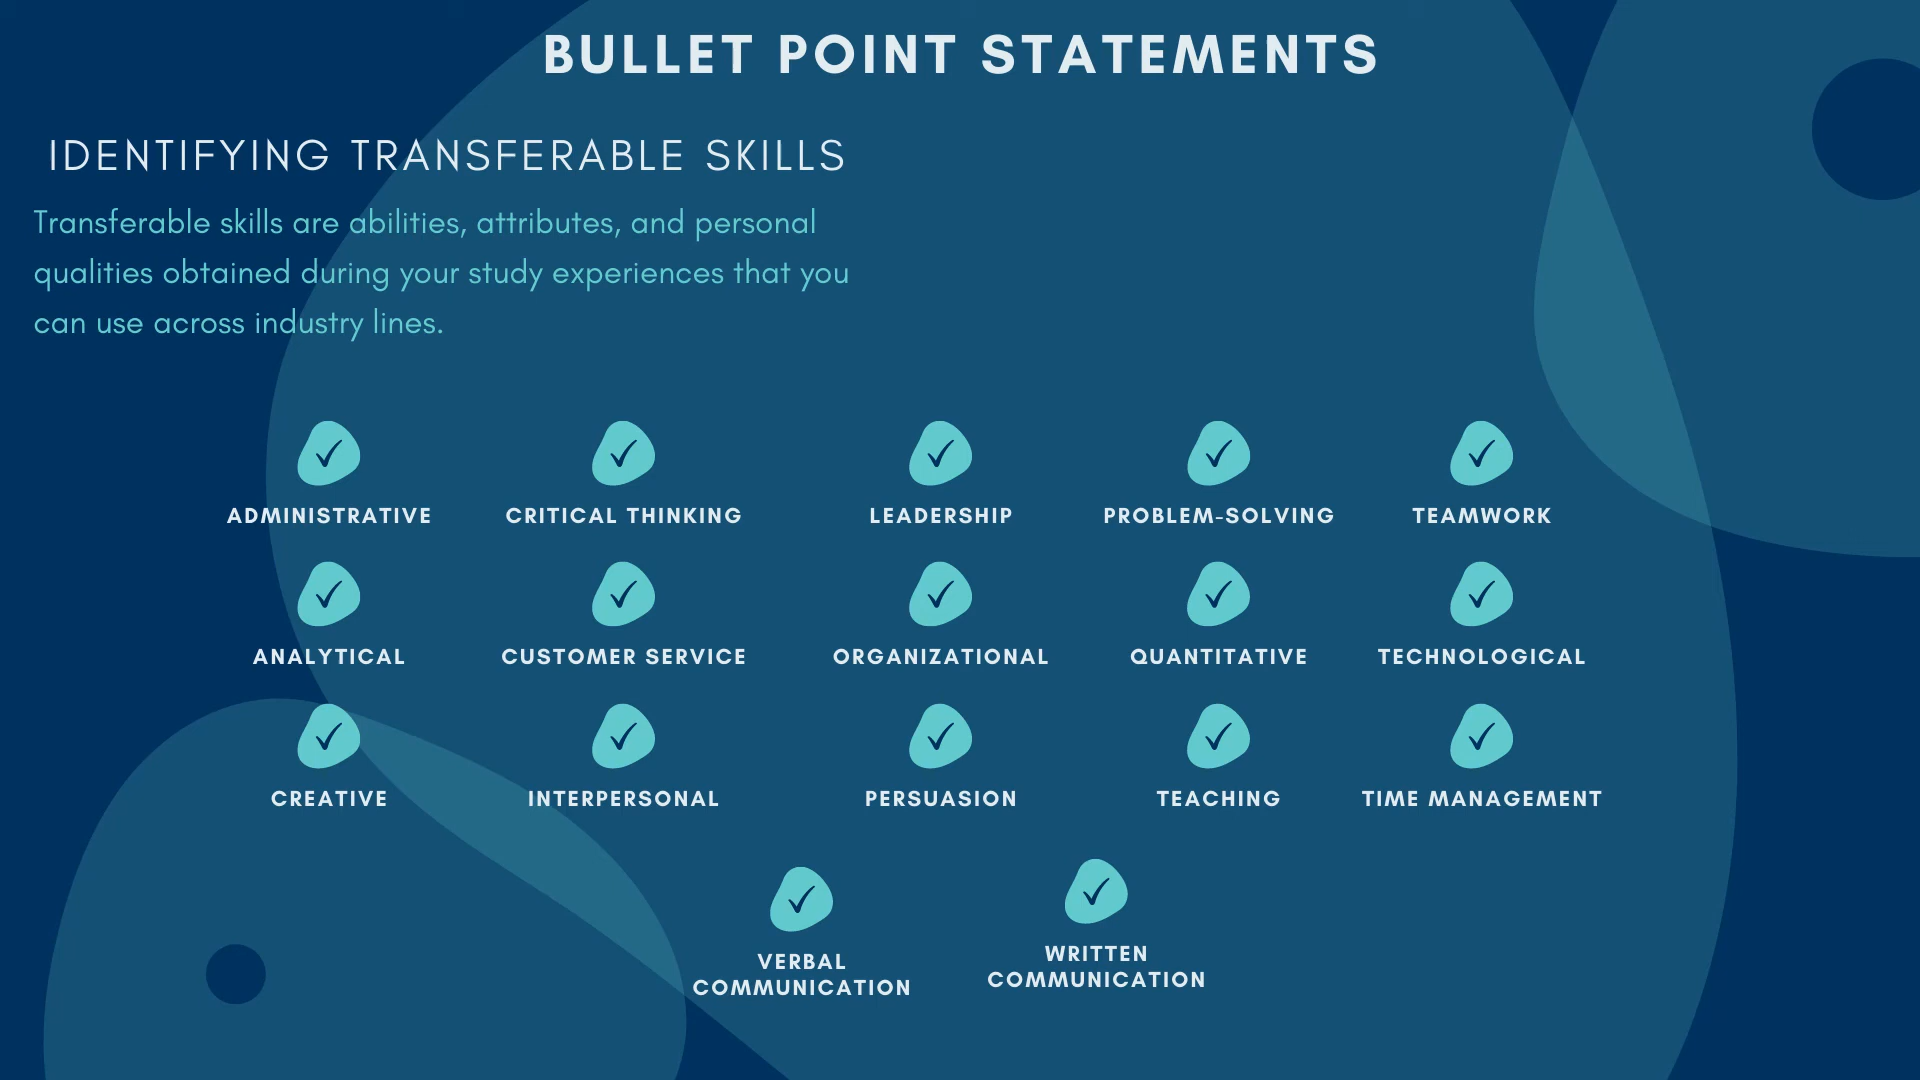 BULLET POINT STATEMENTS
IDENTIFYING TRANSFERABLE SKILLS
Transferable skills are abilities, attributes, and personal
qualities obtained during your study experiences that you
can use across industry lines.
ADMINISTRATIVE
CRITICAL THINKING
LEADERSHIP
PROBLEM-SOLVING
TEAMWORK
ANALYTICAL
CUSTOMER SERVICE
ORGANIZATIONAL
QUANTITATIVE
TECHNOLOGICAL
CREATIVE
INTERPERSONAL
PERSUASION
TEACHING
TIME MANAGEMENT
VERBAL
COMMUNICATION
WRITTEN
COMMUNICATION